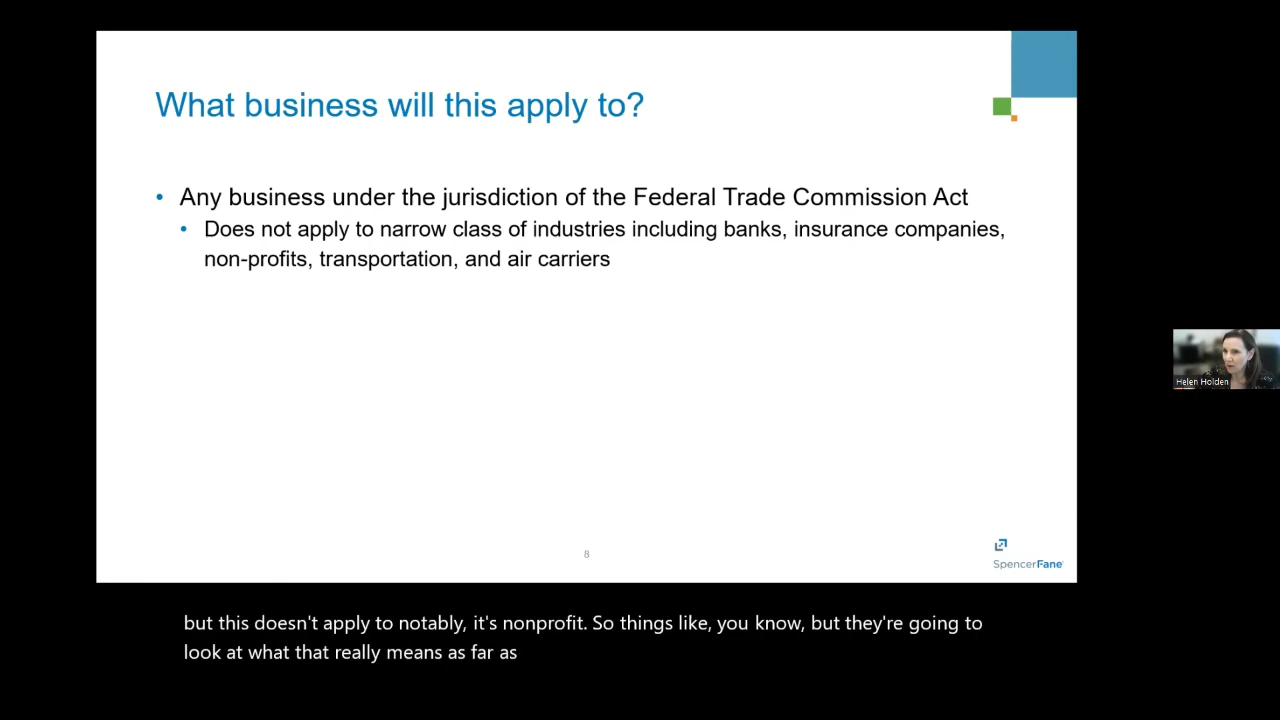 What business will this apply to?
• Any business under the jurisdiction of the Federal Trade Commission Act
• Does not apply to narrow class of industries including banks, insurance companies,
non-profits, transportation, and air carriers
Helen Holden
8
SpencerFane
but this doesn't apply to notably, it's nonprofit. So things like, you know, but they're going to
look at what that really means as far as